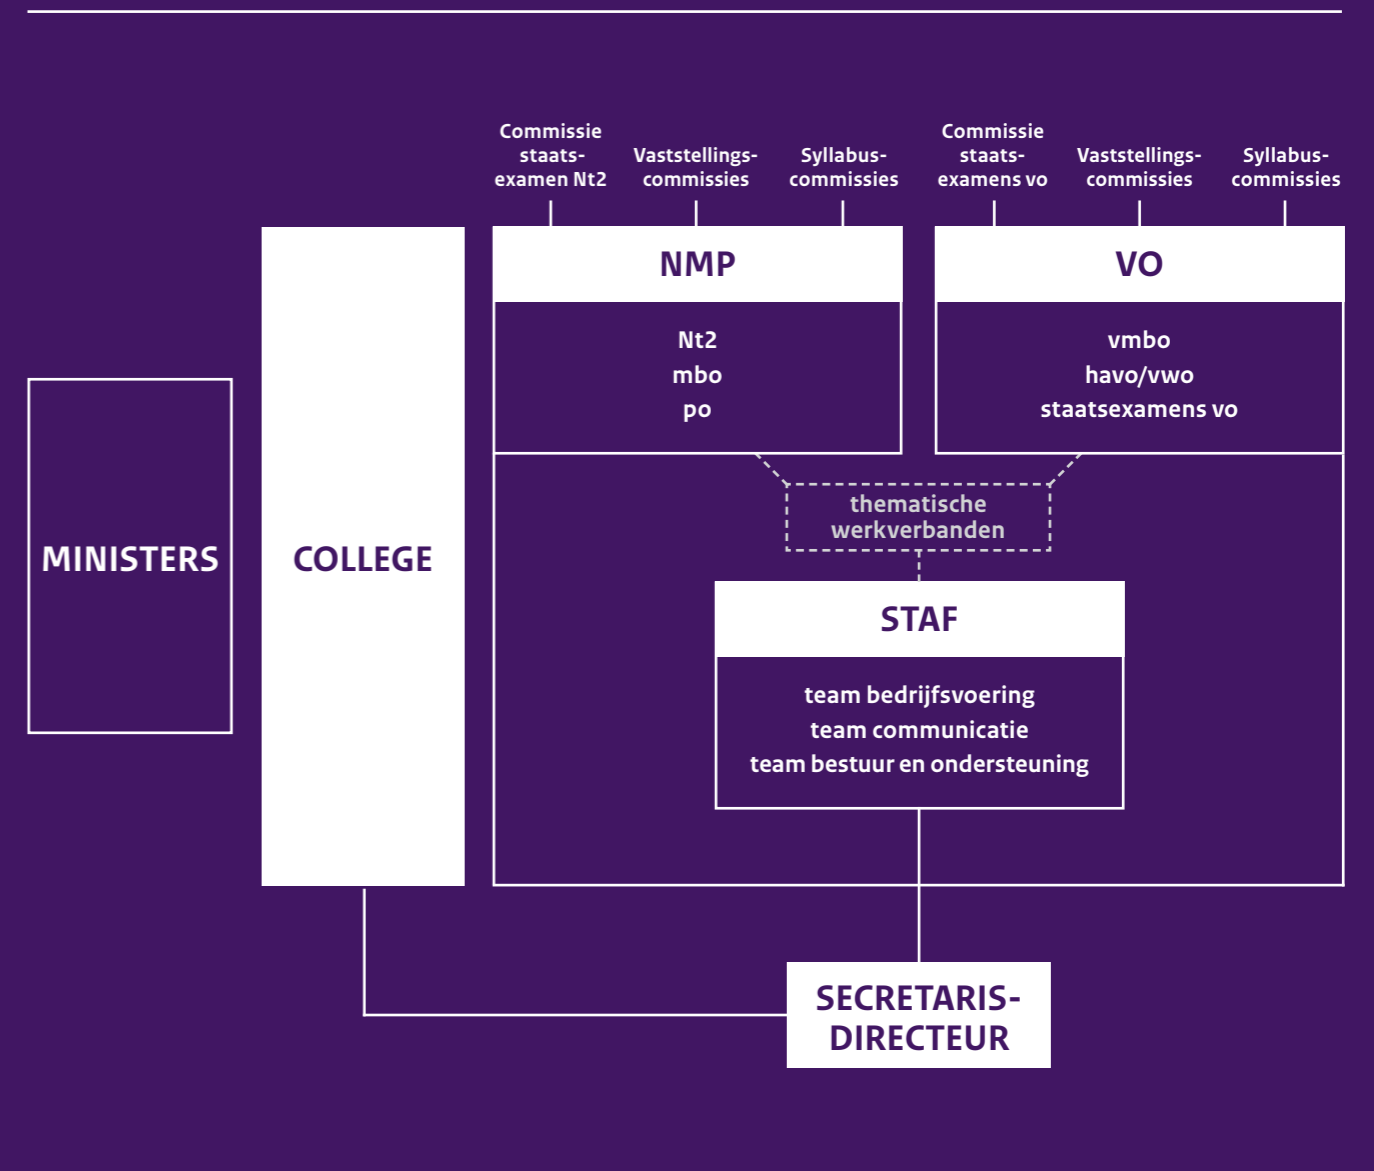 Commissie
staats-
examen Nt2
Vaststellings-
commissies
Syllabus-
commissies
Commissie
staats-
examens vo
Vaststellings-
commissies
Syllabus-
commissies
NMP
Nt2
mbo
po
VO
vmbo
havo/vwo
staatsexamens vo
MINISTERS
COLLEGE
thematische
werkverbanden
STAF
team bedrijfsvoering
team communicatie
team bestuur en ondersteuning
SECRETARIS-
DIRECTEUR